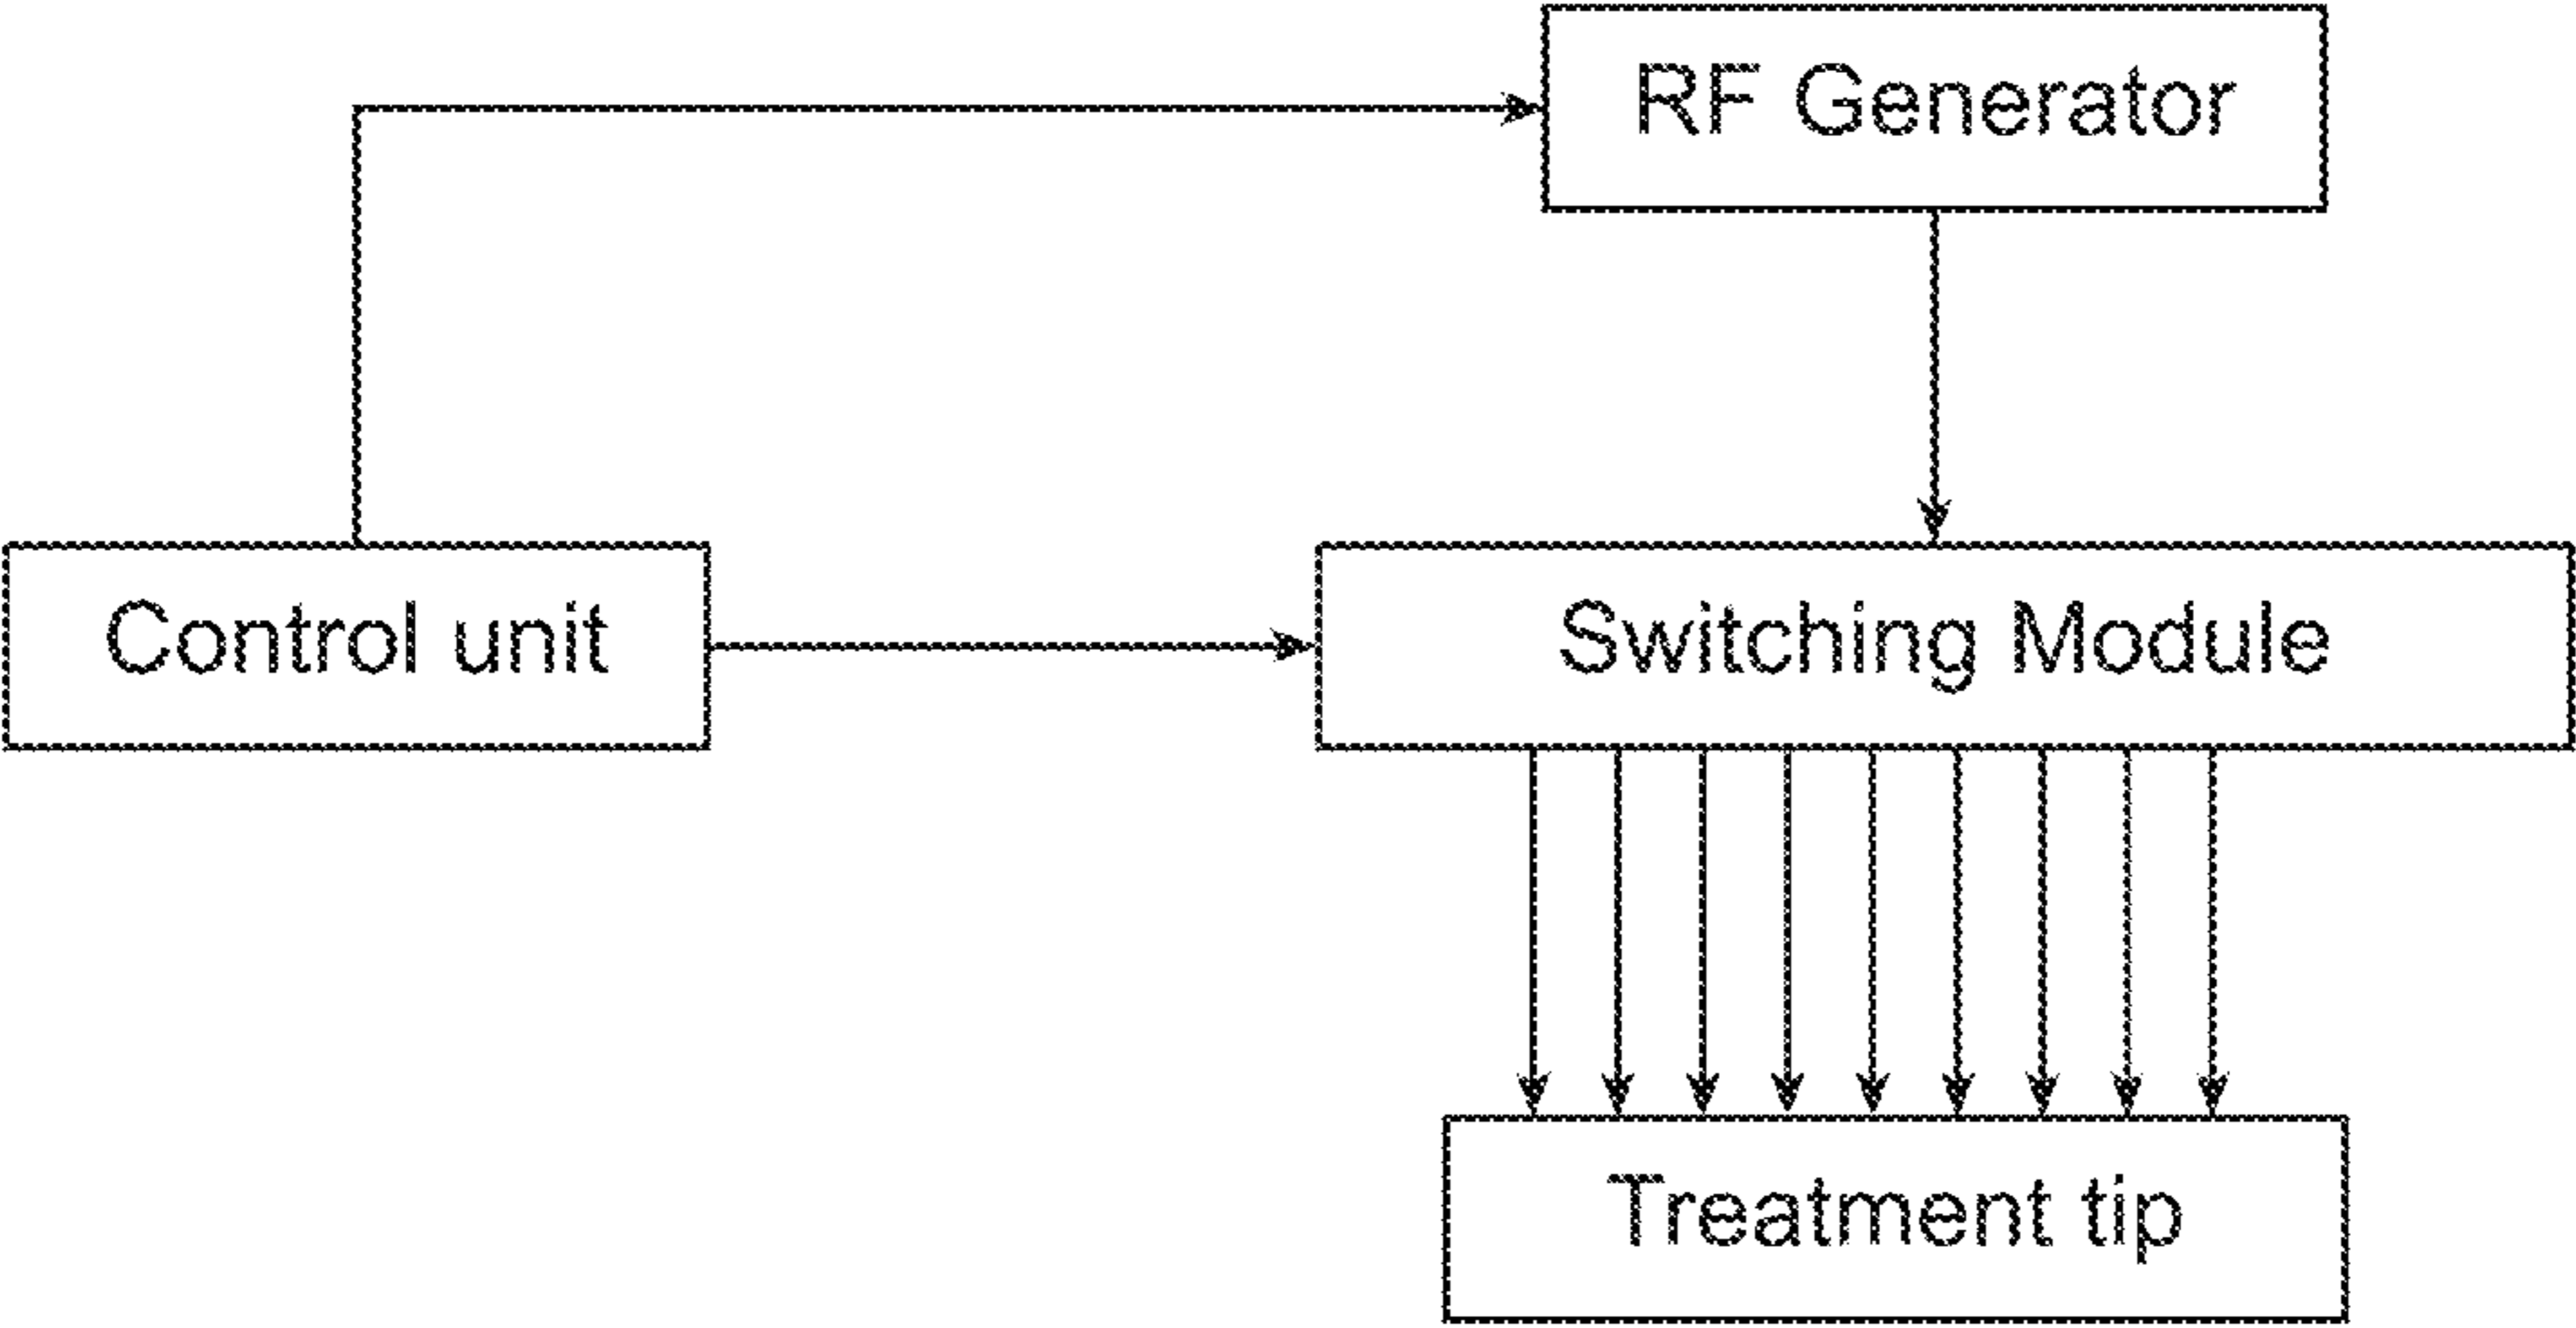 RF Generator
Control unit
Switching Module
Treatment tip